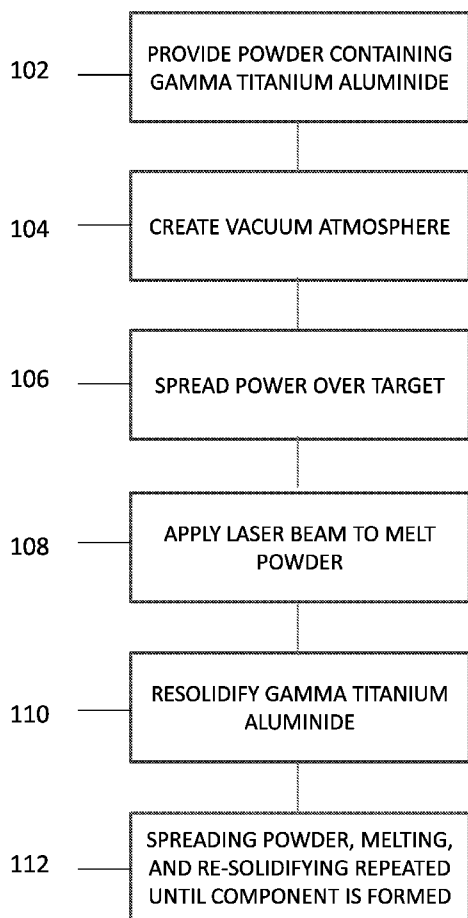 102
PROVIDE POWDER CONTAINING
GAMMA TITANIUM ALUMINIDE
104
CREATE VACUUM ATMOSPHERE
106
SPREAD POWER OVER TARGET
108
APPLY LASER BEAM TO MELT
POWDER
110
RESOLIDIFY GAMMA TITANIUM
ALUMINIDE
112
SPREADING POWDER, MELTING,
AND RE-SOLIDIFYING REPEATED
UNTIL COMPONENT IS FORMED